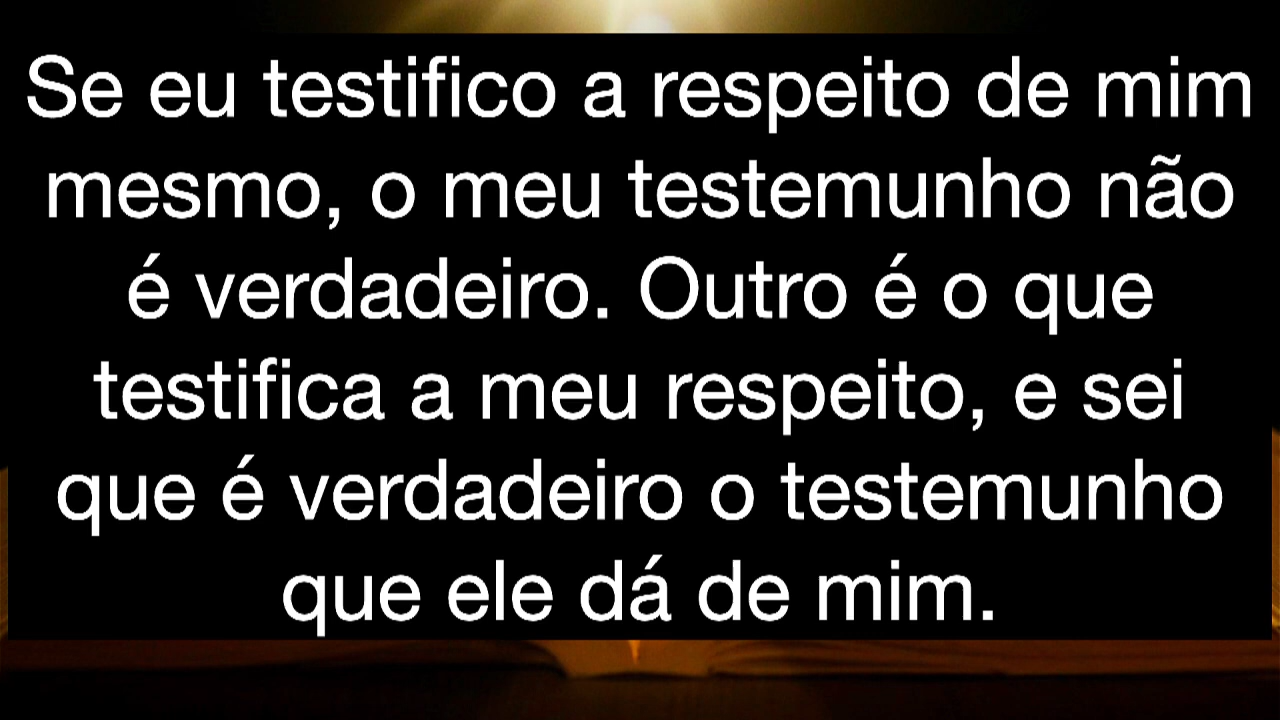 Se eu testifico a respeito de mim
mesmo, o meu testemunho não
é verdadeiro. Outro é o que
testifica a meu respeito, e sei
que é verdadeiro o testemunho
que ele dá de mim.